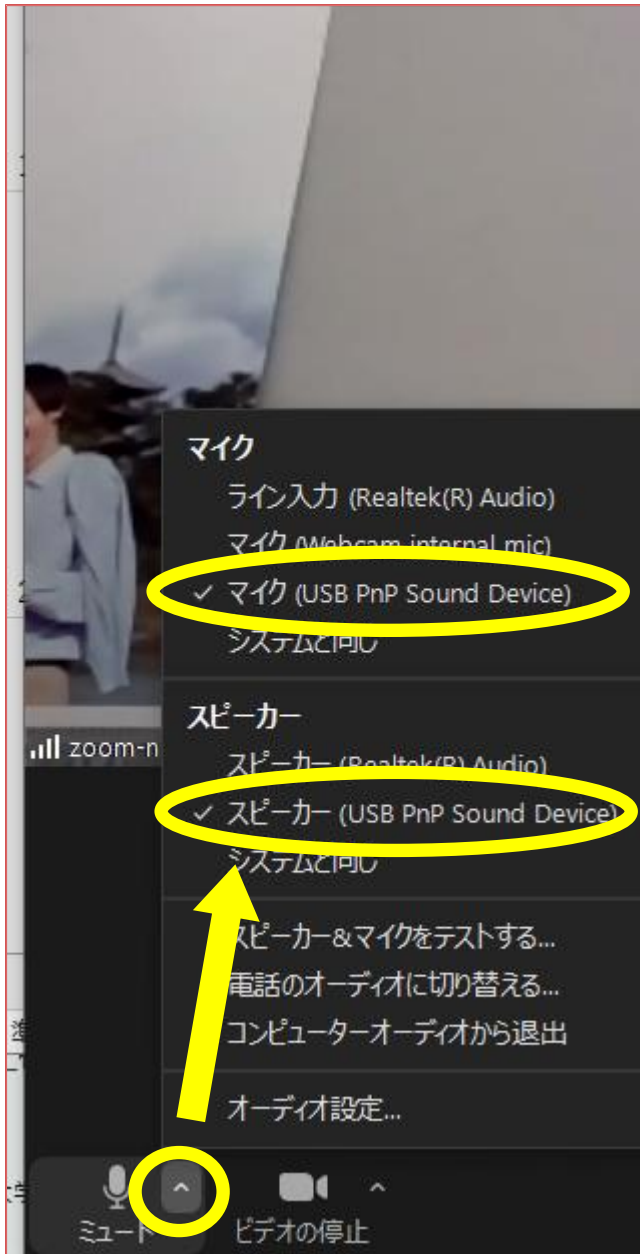 マイク
ライン入力 (Realtek(R) Audio)
マイク (Webcam internal mic)
✓ マイク (USB PnP Sound Device)
システムと同じ
スピーカー
zoom-n
スピーカー (Realtek(R) Audio)
✓ スピーカー (USB PnP Sound Device)
システムと同じ
スピーカー&マイクをテストする...
電話のオーディオに切り替える...
コンピューターオーディオから退出
オーディオ設定...
ミュート
ビデオの停止